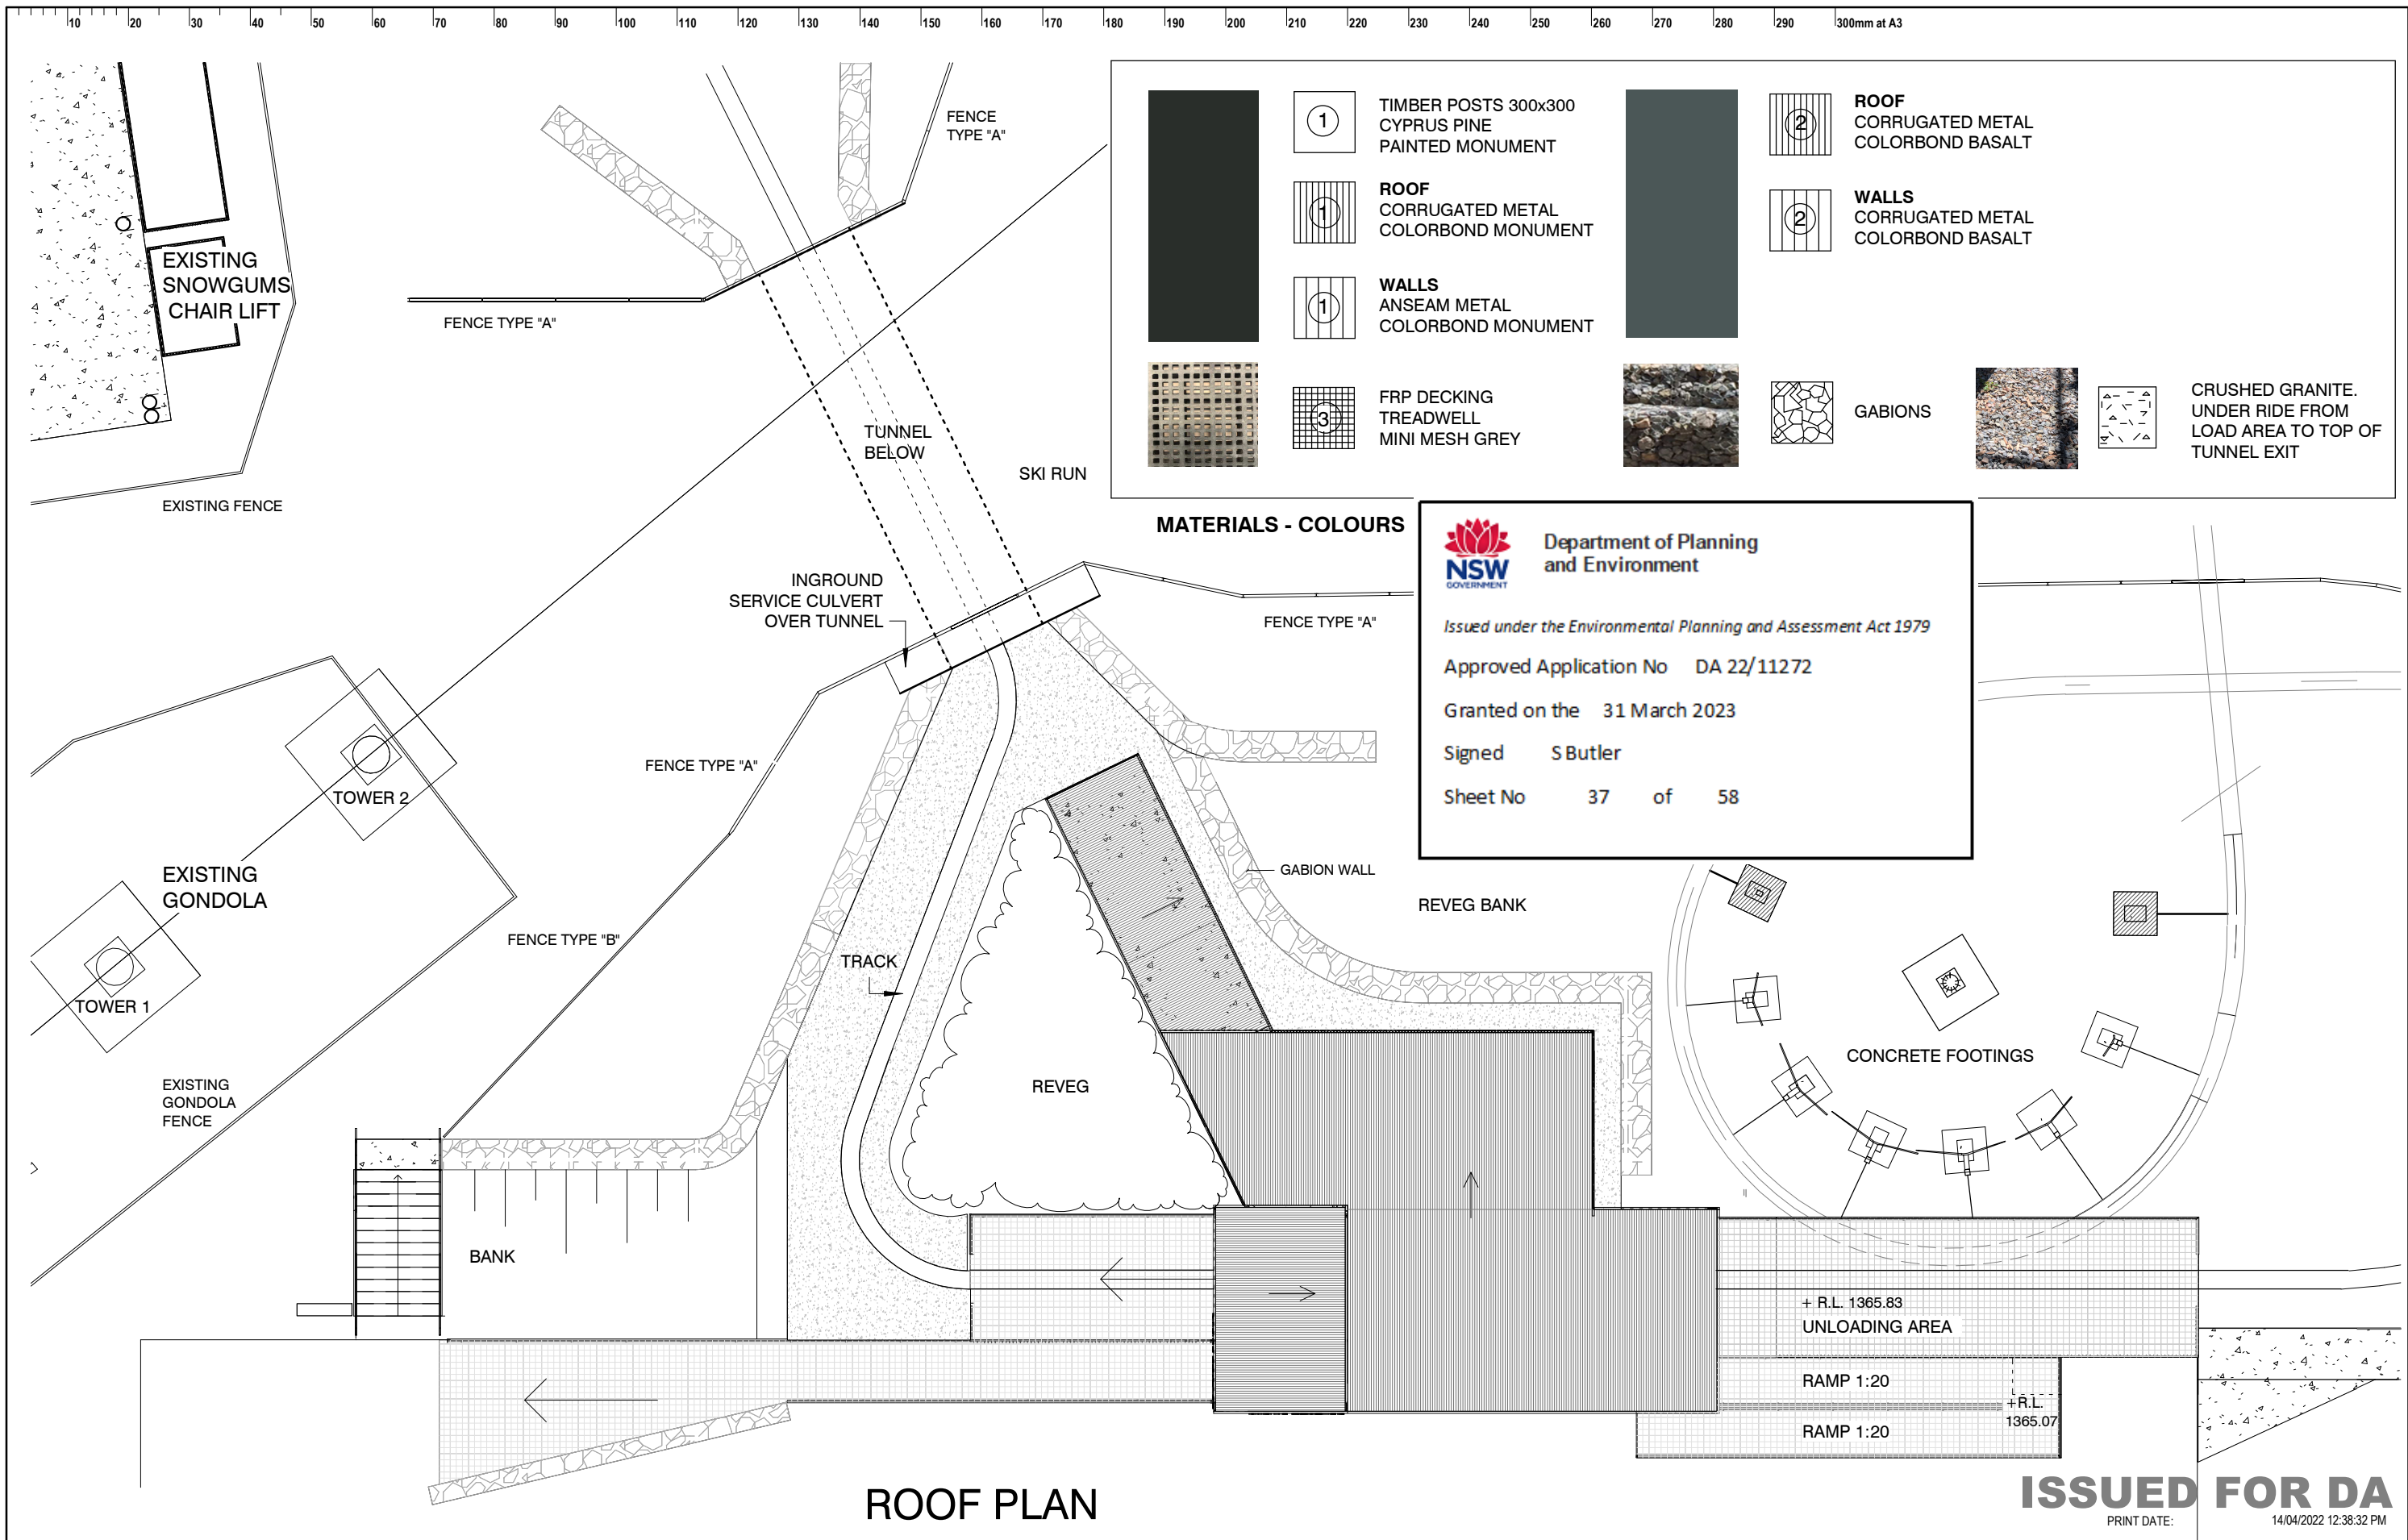 10 20 30 40 50 60 70 80 90 100 110 120 130 140 150 160 170 180 190 200 210 220 230 240 250 260 270 280 290 300mm at A3
FENCE
TYPE "A"
EXISTING
SNOWGUMS
CHAIR LIFT
FENCE TYPE "A"
TUNNEL
BELOW
SKI RUN
EXISTING FENCE
1
TIMBER POSTS 300x300
CYPRUS PINE
PAINTED MONUMENT
1
ROOF
CORRUGATED METAL
COLORBOND MONUMENT
1
WALLS
ANSEAM METAL
COLORBOND MONUMENT
2
ROOF
CORRUGATED METAL
COLORBOND BASALT
2
WALLS
CORRUGATED METAL
COLORBOND BASALT
3
FRP DECKING
TREADWELL
MINI MESH GREY
GABIONS
CRUSHED GRANITE.
UNDER RIDE FROM
LOAD AREA TO TOP OF
TUNNEL EXIT
MATERIALS - COLOURS
NSW
GOVERNMENT
Department of Planning
and Environment
Issued under the Environmental Planning and Assessment Act 1979
Approved Application No DA 22/11272
Granted on the 31 March 2023
Signed S Butler
Sheet No 37 of 58
INGROUND
SERVICE CULVERT
OVER TUNNEL
FENCE TYPE "A"
FENCE TYPE "A"
TOWER 2
EXISTING
GONDOLA
GABION WALL
REVEG BANK
FENCE TYPE "B"
TRACK
TOWER 1
CONCRETE FOOTINGS
EXISTING
GONDOLA
FENCE
REVEG
BANK
+ R.L. 1365.83
UNLOADING AREA
RAMP 1:20
+R.L.
1365.07
RAMP 1:20
ROOF PLAN
ISSUED FOR DA
PRINT DATE: 14/04/2022 12:38:32 PM